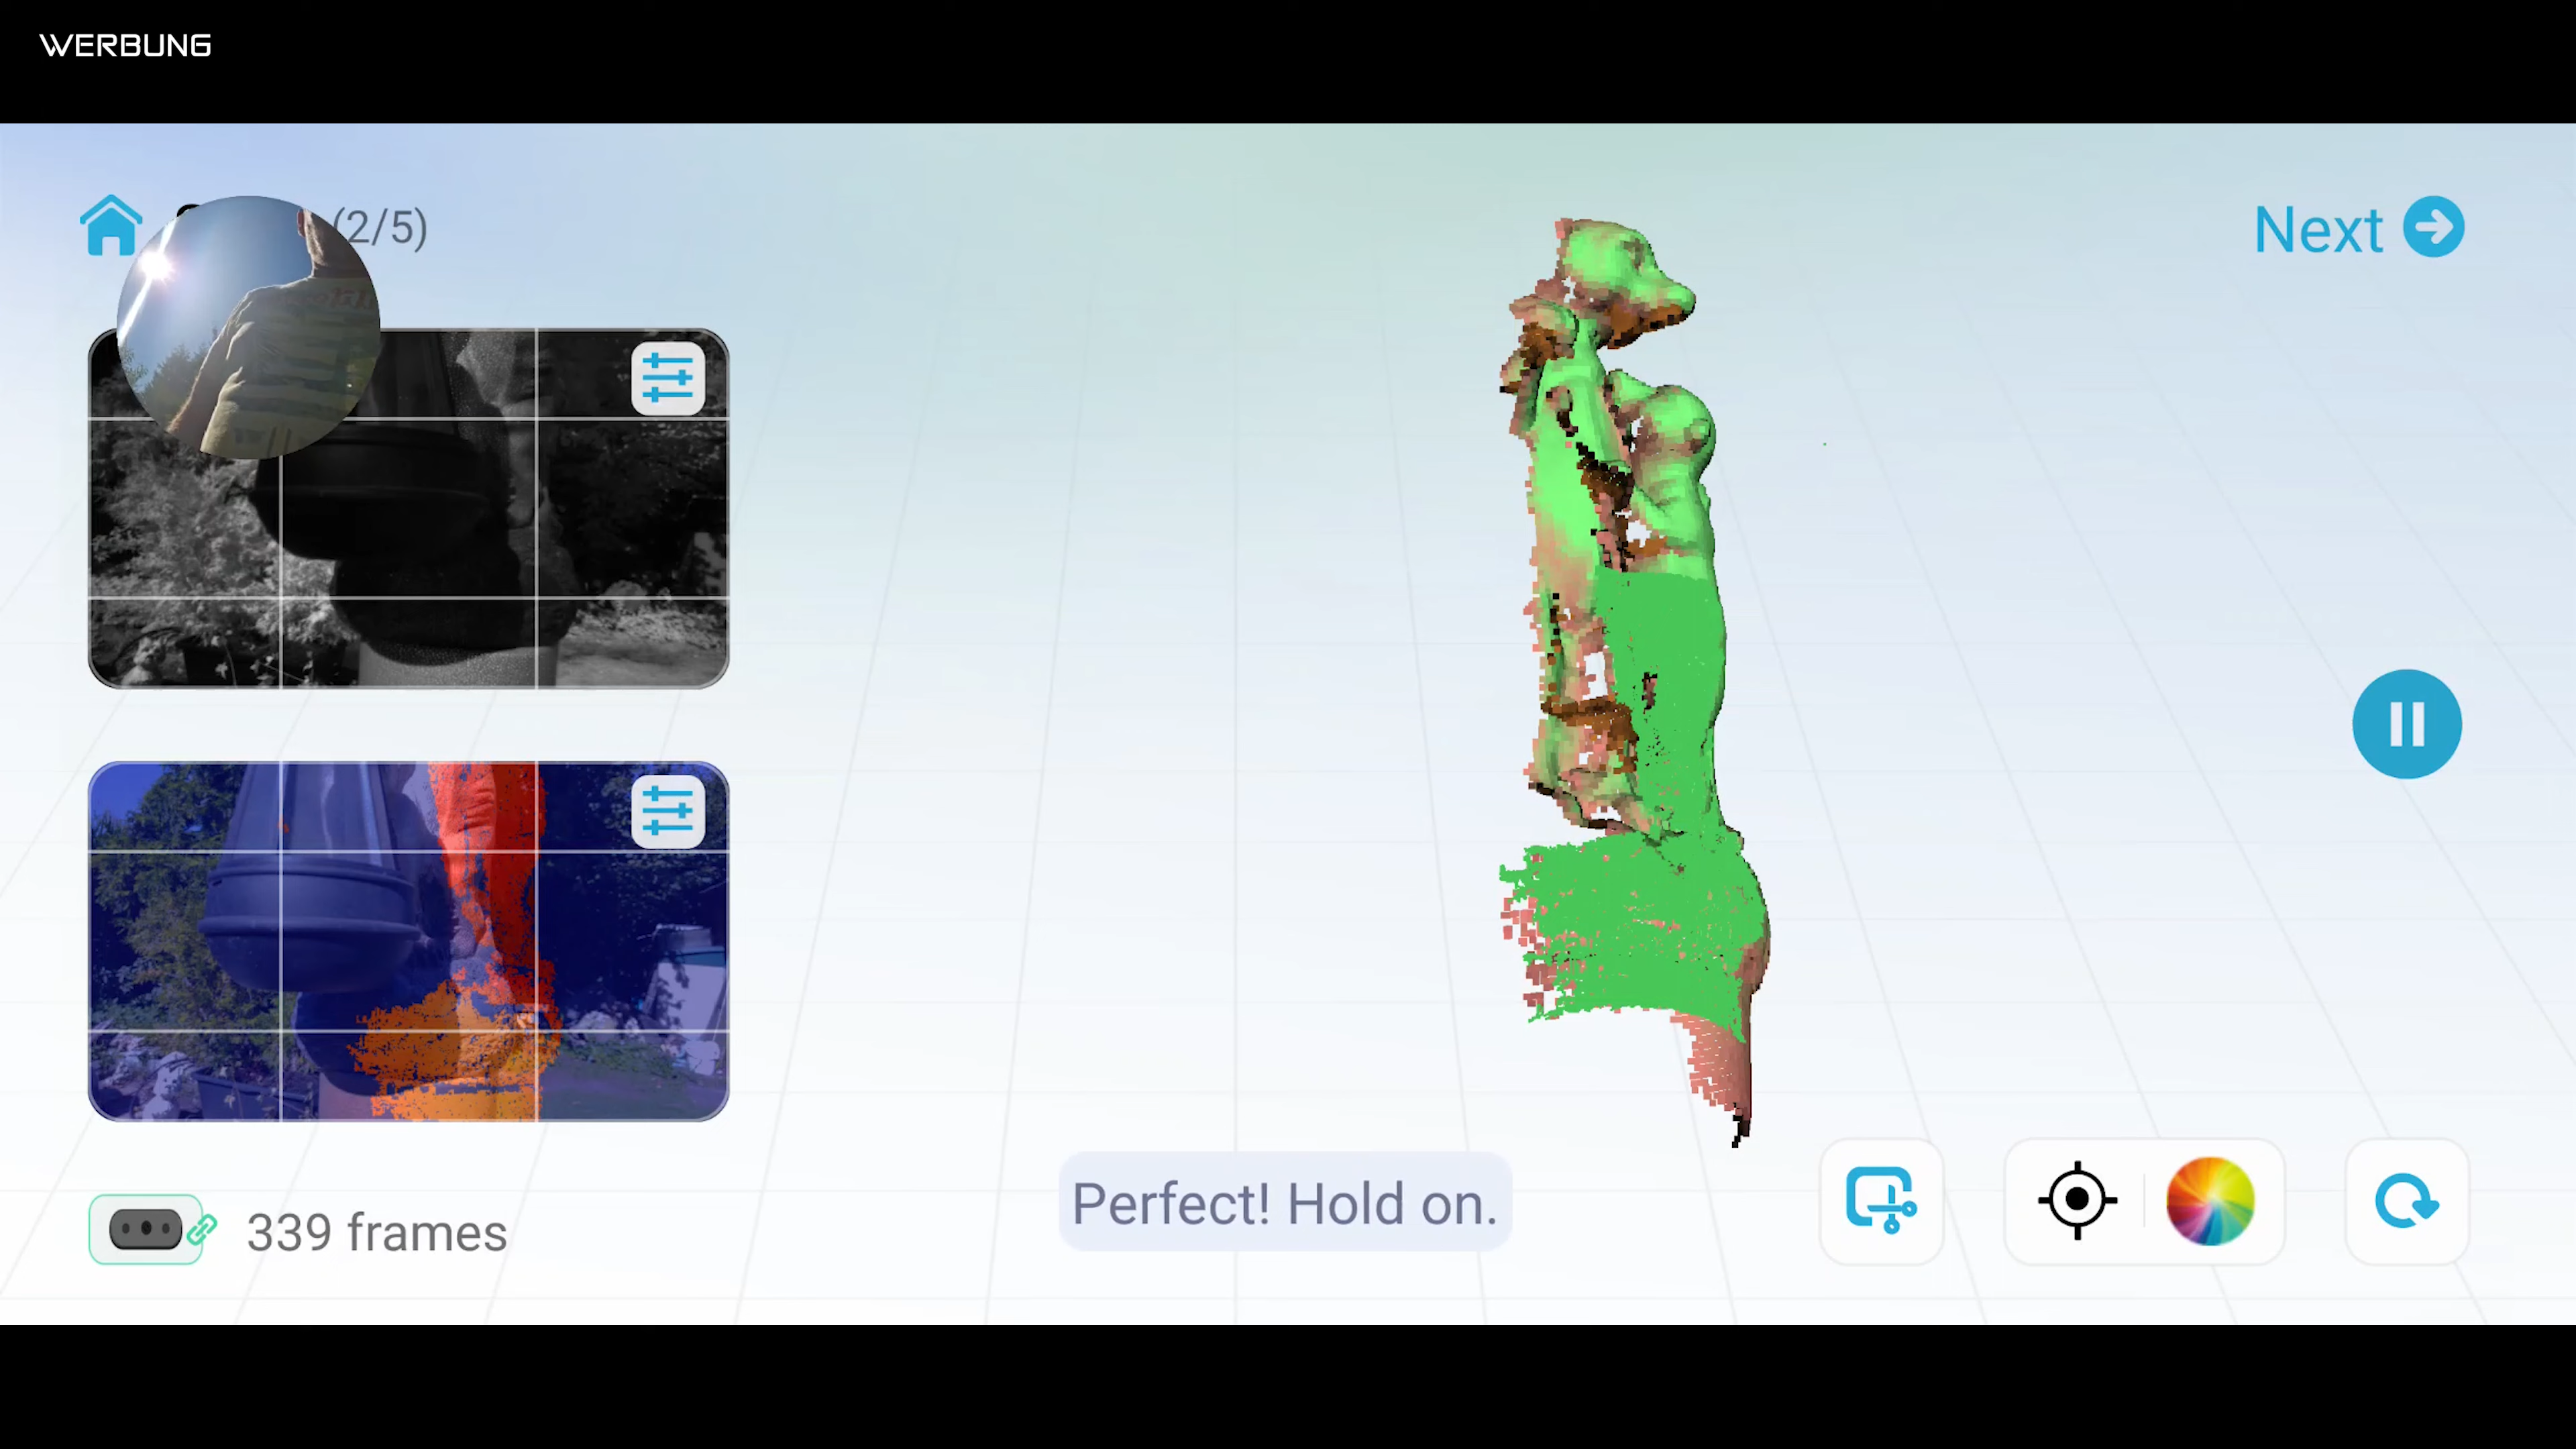 WERBUNG
(2/5)
Next
Perfect! Hold on.
339 frames